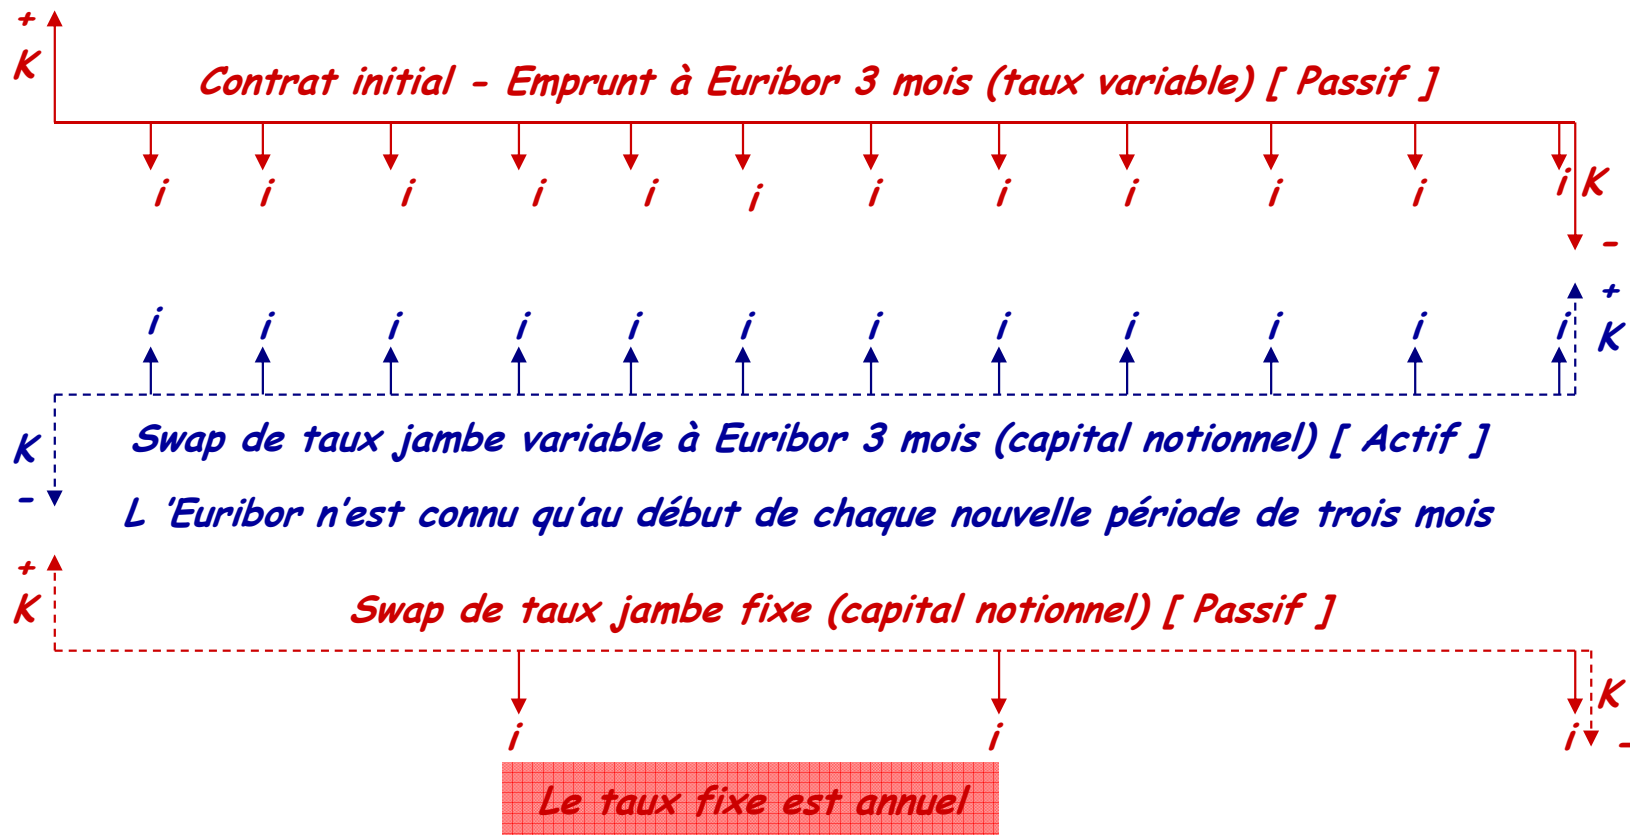 +
K
Contrat initial - Emprunt à Euribor 3 mois (taux variable) [ Passif ]
i i i i i i i i i i i i K
-
+
i i i i i i i i i i i i K
K
Swap de taux jambe variable à Euribor 3 mois (capital notionnel) [ Actif ]
-
L 'Euribor n'est connu qu'au début de chaque nouvelle période de trois mois
+
K
Swap de taux jambe fixe (capital notionnel) [ Passif ]
K
i i i -
Le taux fixe est annuel